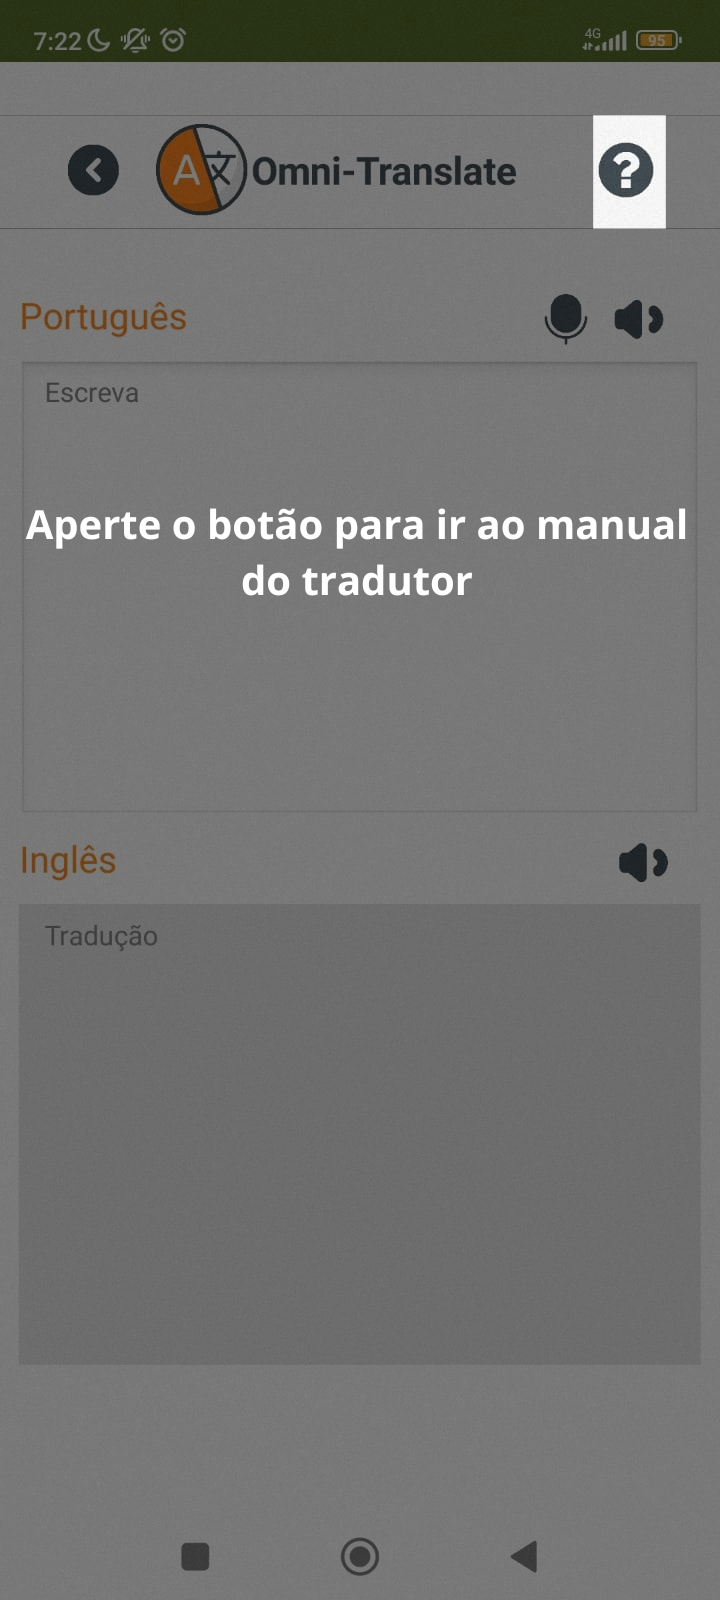 7:22
4G
95
A文 Omni-Translate
?
Português
Escreva
Aperte o botão para ir ao manual
do tradutor
Inglês
Tradução